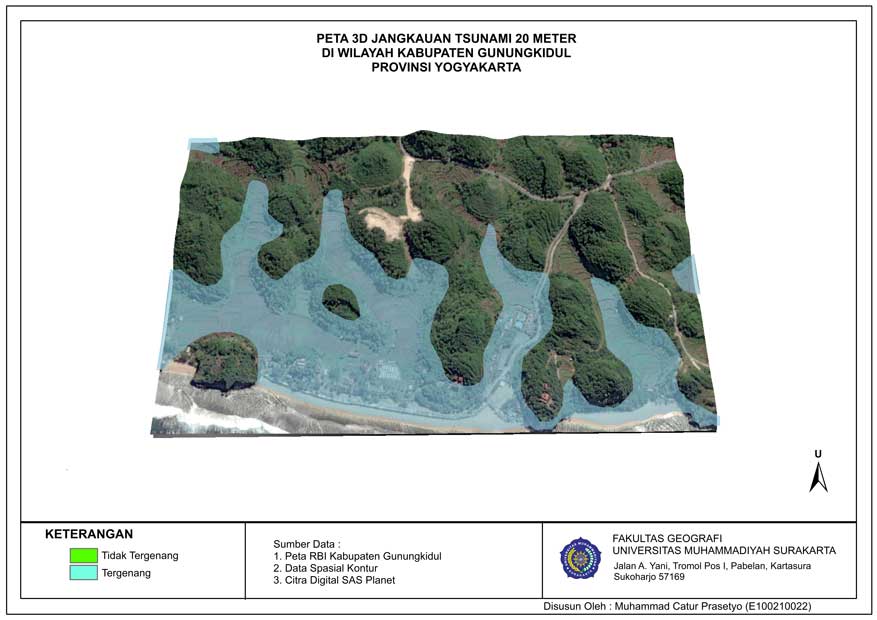 PETA 3D JANGKAUAN TSUNAMI 20 METER
DI WILAYAH KABUPATEN GUNUNGKIDUL
PROVINSI YOGYAKARTA
U
KETERANGAN
Tidak Tergenang
Tergenang
Sumber Data :
1. Peta RBI Kabupaten Gunungkidul
2. Data Spasial Kontur
3. Citra Digital SAS Planet
FAKULTAS GEOGRAFI
UNIVERSITAS MUHAMMADIYAH SURAKARTA
Jalan A. Yani, Tromol Pos I, Pabelan, Kartasura
Sukoharjo 57169
Disusun Oleh : Muhammad Catur Prasetyo (E100210022)